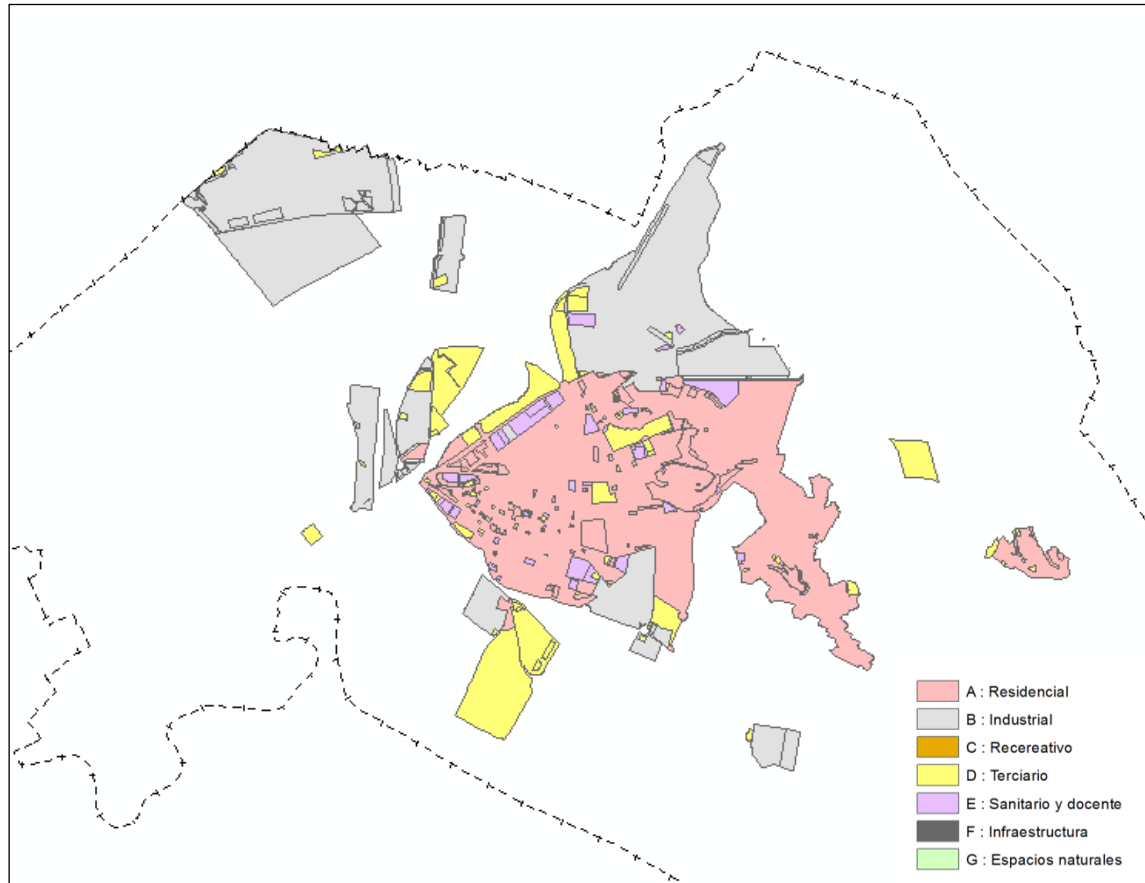 A : Residencial
B : Industrial
C : Recereativo
D : Terciario
E : Sanitario y docente
F : Infraestructura
G : Espacios naturales